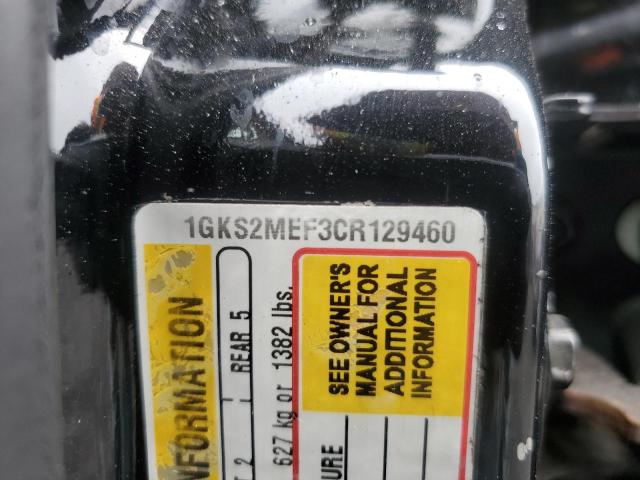 1GKS2MEF3CR129460
NFORMATION
REAR 5
T 2
627 kg or 1382 lbs.
SEE OWNER'S
MANUAL FOR
ADDITIONAL
INFORMATION
URE